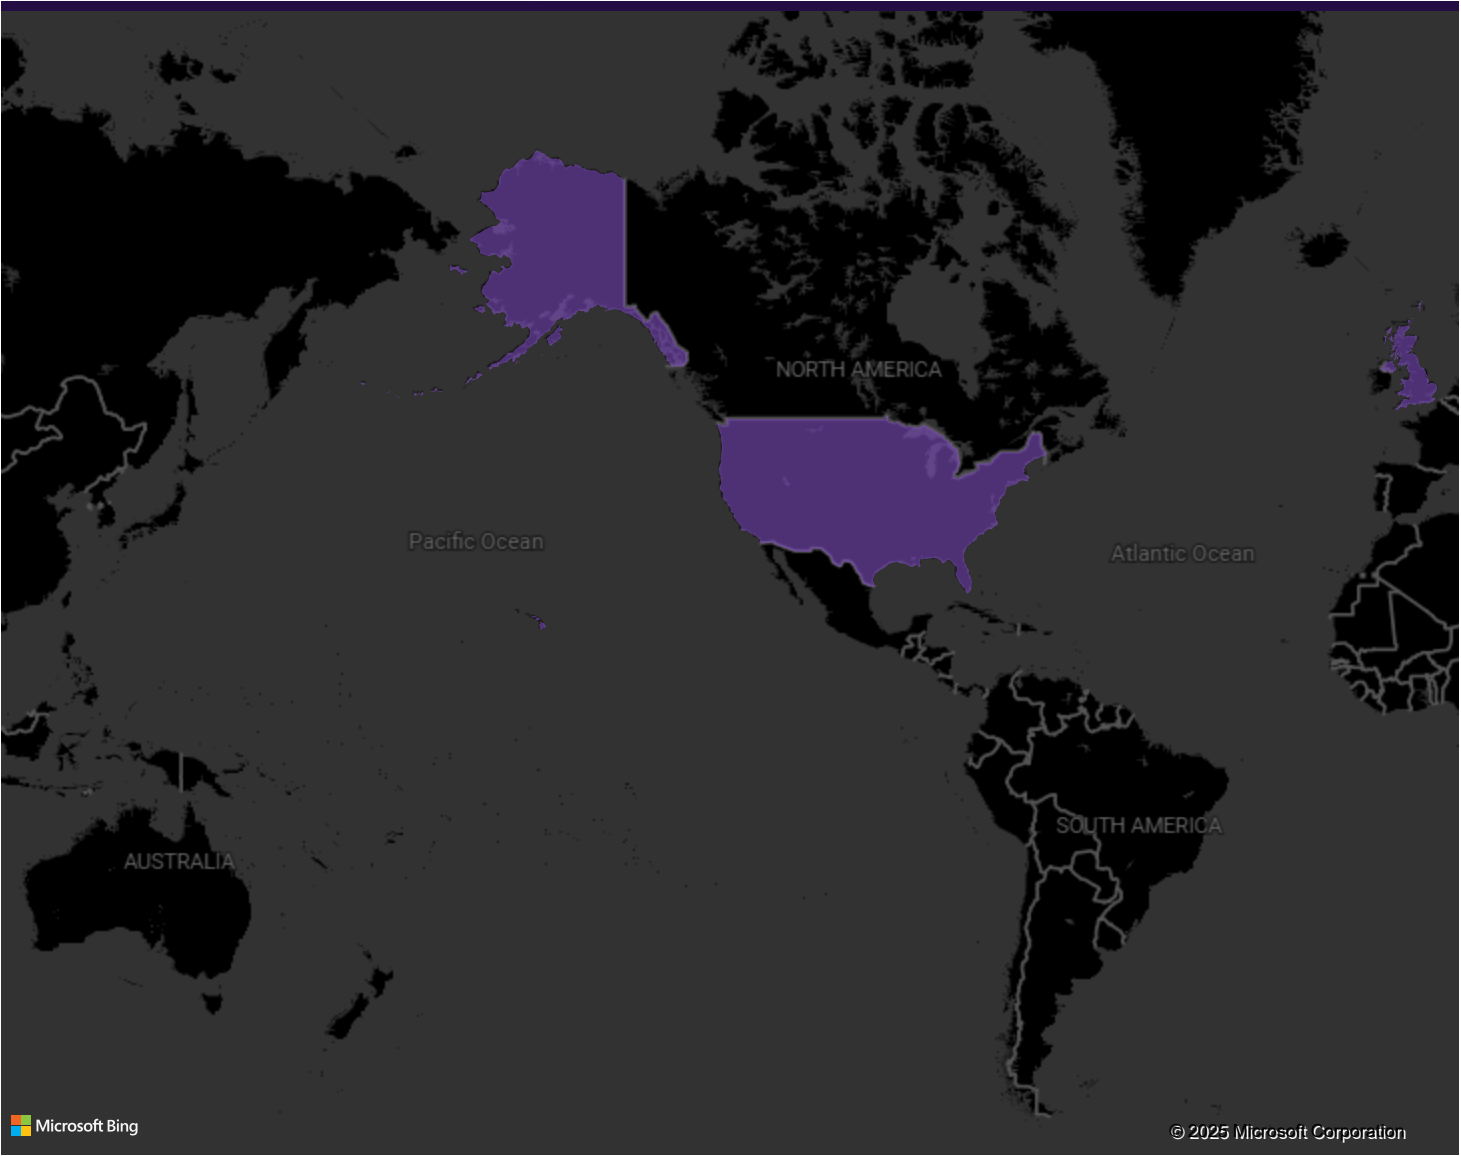 NORTH AMERICA
Pacific Ocean
Atlantic Ocean
SOUTH AMERICA
AUSTRALIA
Microsoft Bing
© 2025 Microsoft Corporation